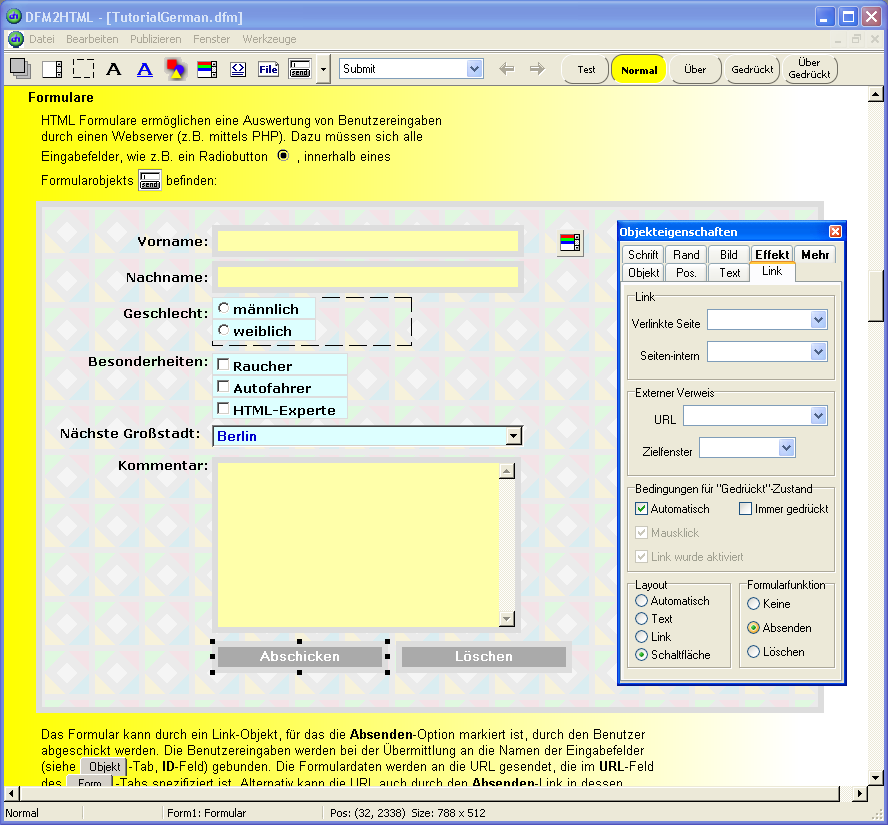 DFM2HTML - [TutorialGerman.dfm]
Datei Bearbeiten Publizieren Fenster Werkzeuge
A A File send Submit Test Normal Über Gedrückt Über Gedrückt
Formulare
HTML Formulare ermöglichen eine Auswertung von Benutzereingaben
durch einen Webserver (z.B. mittels PHP). Dazu müssen sich alle
Eingabefelder, wie z.B. ein Radiobutton , innerhalb eines
Formularobjekts send befinden:
Vorname:
Nachname:
Geschlecht:
männlich
weiblich
Besonderheiten:
Raucher
Autofahrer
HTML-Experte
Nächste Großstadt:
Berlin
Kommentar:
Abschicken
Löschen
Objekteigenschaften
Schrift Rand Bild Effekt Mehr
Objekt Pos. Text Link
Link
Verlinkte Seite
Seiten-intern
Externer Verweis
URL
Zielfenster
Bedingungen für "Gedrückt"-Zustand
Automatisch Immer gedrückt
Mausklick
Link wurde aktiviert
Layout
Automatisch
Text
Link
Schaltfläche
Formularfunktion
Keine
Absenden
Löschen
Das Formular kann durch ein Link-Objekt, für das die Absenden-Option markiert ist, durch den Benutzer
abgeschickt werden. Die Benutzereingaben werden bei der Übermittlung an die Namen der Eingabefelder
(siehe Objekt -Tab, ID-Feld) gebunden. Die Formulardaten werden an die URL gesendet, die im URL-Feld
des Form -Tabs spezifiziert ist. Alternativ kann die URL auch durch den Absenden-Link in dessen
Normal Form1: Formular Pos: (32, 2338) Size: 788 x 512